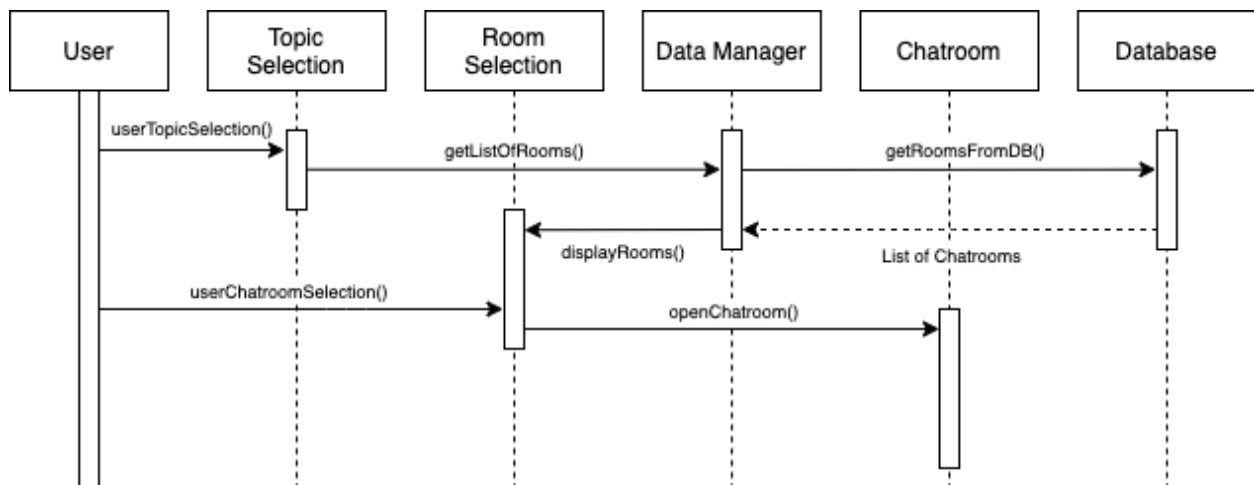 User
Topic
Selection
Room
Selection
Data Manager
Chatroom
Database
userTopicSelection()
getListOfRooms()
getRoomsFromDB()
displayRooms()
List of Chatrooms
userChatroomSelection()
openChatroom()